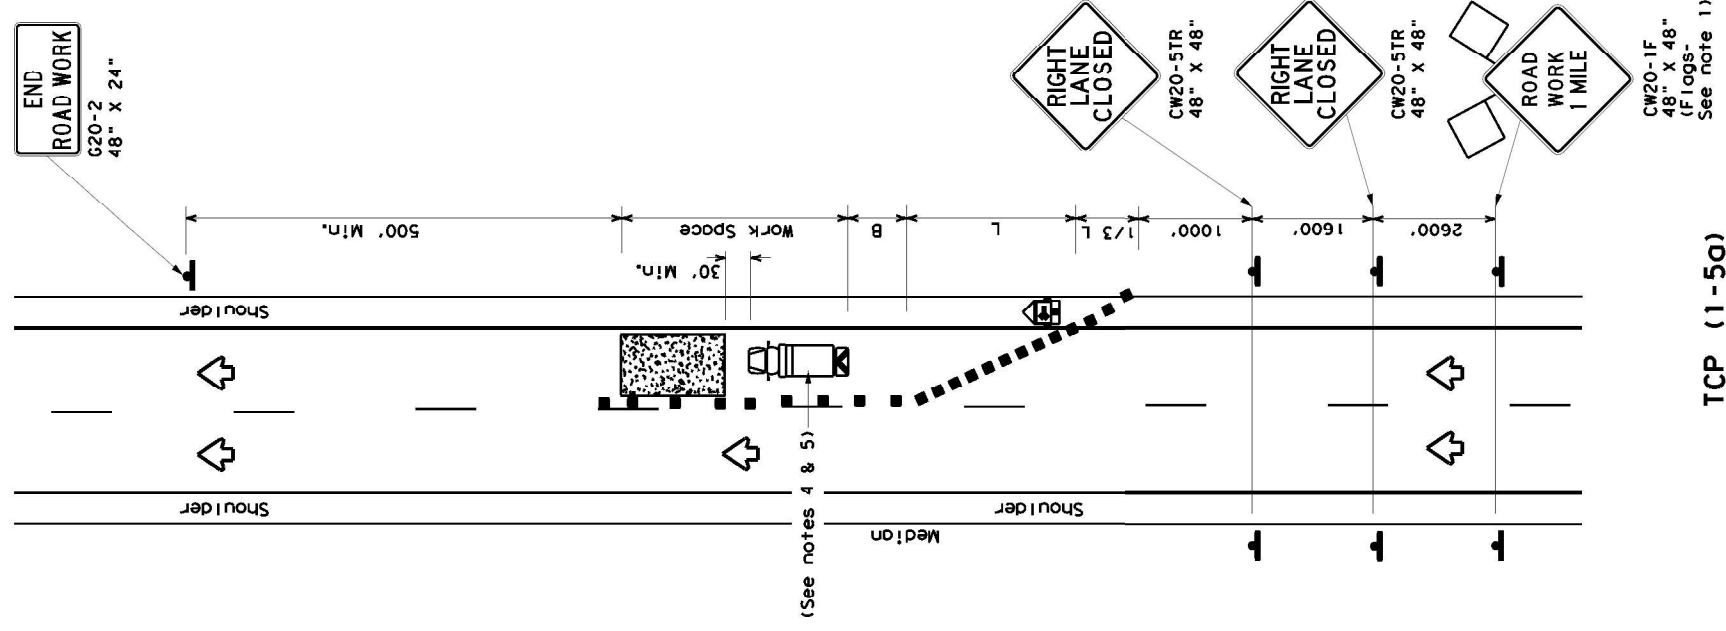 END
ROAD WORK
G20-2
48" X 24"
RIGHT
LANE
CLOSED
CW20-5TR
48" X 48"
RIGHT
LANE
CLOSED
CW20-5TR
48" X 48"
ROAD
WORK
1 MILE
CW20-1F
48" X 48"
(Flags-
See note 1)
500' Min.
Work Space
B
L
1/3 L
1000'
1600'
2600'
30' Min.
Shoulder
(See notes 4 & 5)
Shoulder
Shoulder
Median
TCP (1-5a)